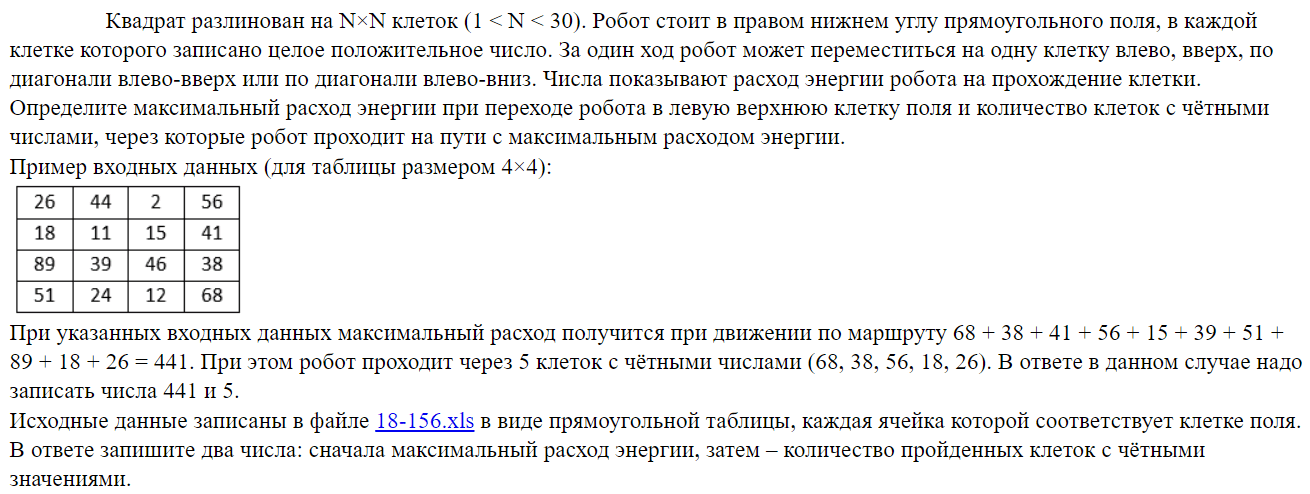 Квадрат разлинован на N×N клеток (1 < N < 30). Робот стоит в правом нижнем углу прямоугольного поля, в каждой
клетке которого записано целое положительное число. За один ход робот может переместиться на одну клетку влево, вверх, по
диагонали влево-вверх или по диагонали влево-вниз. Числа показывают расход энергии робота на прохождение клетки.
Определите максимальный расход энергии при переходе робота в левую верхнюю клетку поля и количество клеток с чётными
числами, через которые робот проходит на пути с максимальным расходом энергии.
Пример входных данных (для таблицы размером 4×4):
26 44 2 56
18 11 15 41
89 39 46 38
51 24 12 68
При указанных входных данных максимальный расход получится при движении по маршруту 68 + 38 + 41 + 56 + 15 + 39 + 51 +
89 + 18 + 26 = 441. При этом робот проходит через 5 клеток с чётными числами (68, 38, 56, 18, 26). В ответе в данном случае надо
записать числа 441 и 5.
Исходные данные записаны в файле 18-156.xls в виде прямоугольной таблицы, каждая ячейка которой соответствует клетке поля.
В ответе запишите два числа: сначала максимальный расход энергии, затем – количество пройденных клеток с чётными
значениями.